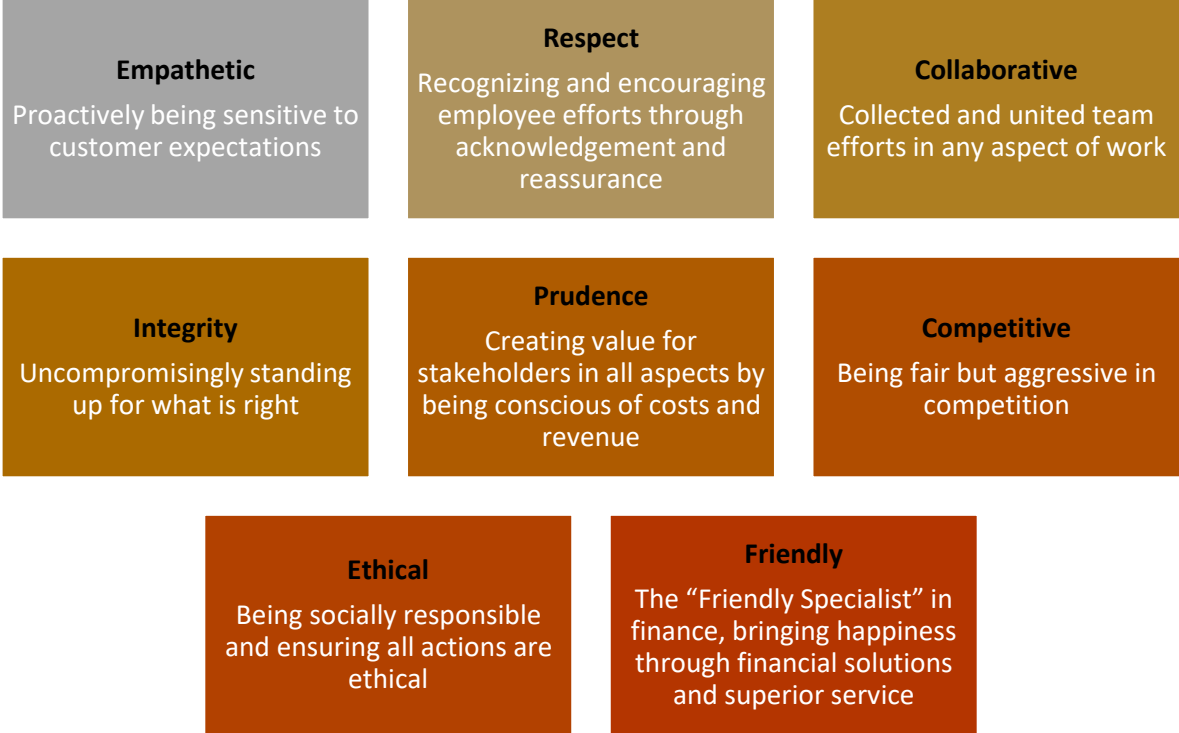 Empathetic
Proactively being sensitive to
customer expectations
Respect
Recognizing and encouraging
employee efforts through
acknowledgement and
reassurance
Collaborative
Collected and united team
efforts in any aspect of work
Integrity
Uncompromisingly standing
up for what is right
Prudence
Creating value for
stakeholders in all aspects by
being conscious of costs and
revenue
Competitive
Being fair but aggressive in
competition
Ethical
Being socially responsible
and ensuring all actions are
ethical
Friendly
The “Friendly Specialist” in
finance, bringing happiness
through financial solutions
and superior service